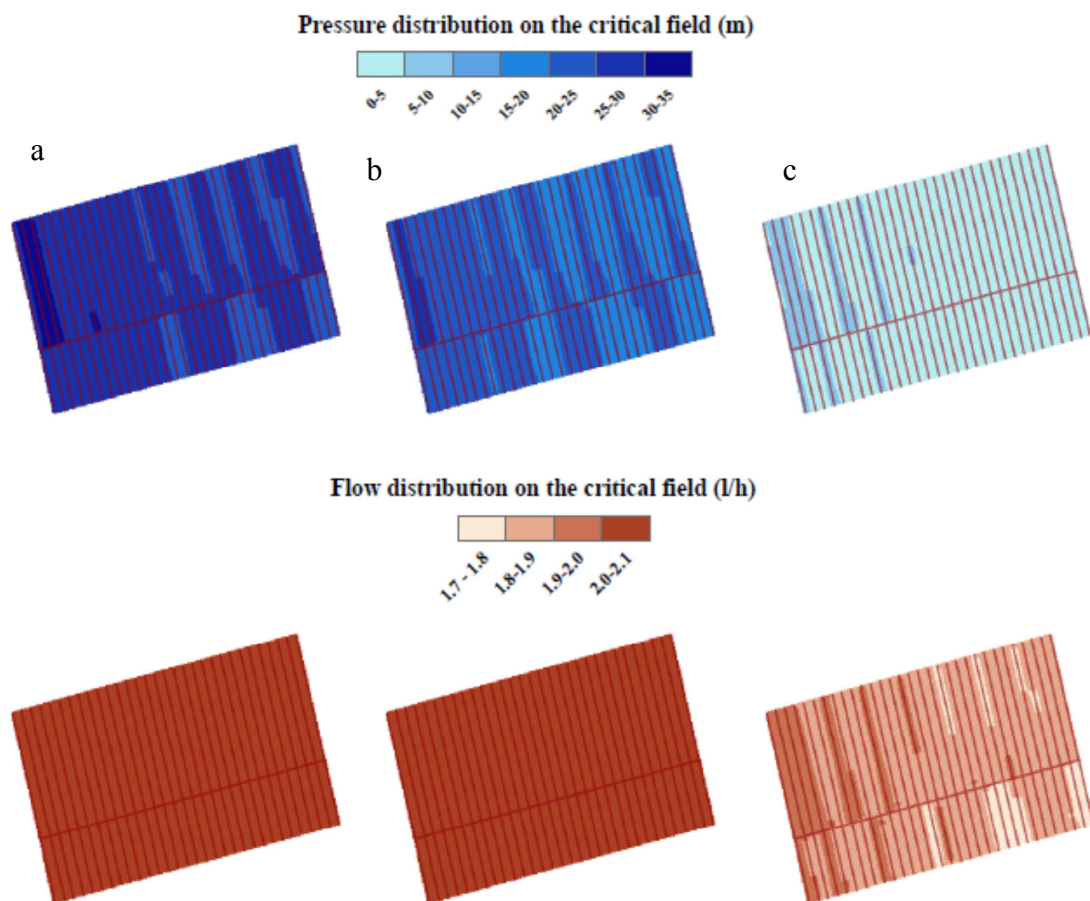 Pressure distribution on the critical field (m)
0-5
5-10
10-15
15-20
20-25
25-30
30-35
a
b
c
Flow distribution on the critical field (l/h)
1.7 - 1.8
1.8-1.9
1.9-2.0
2.0-2.1